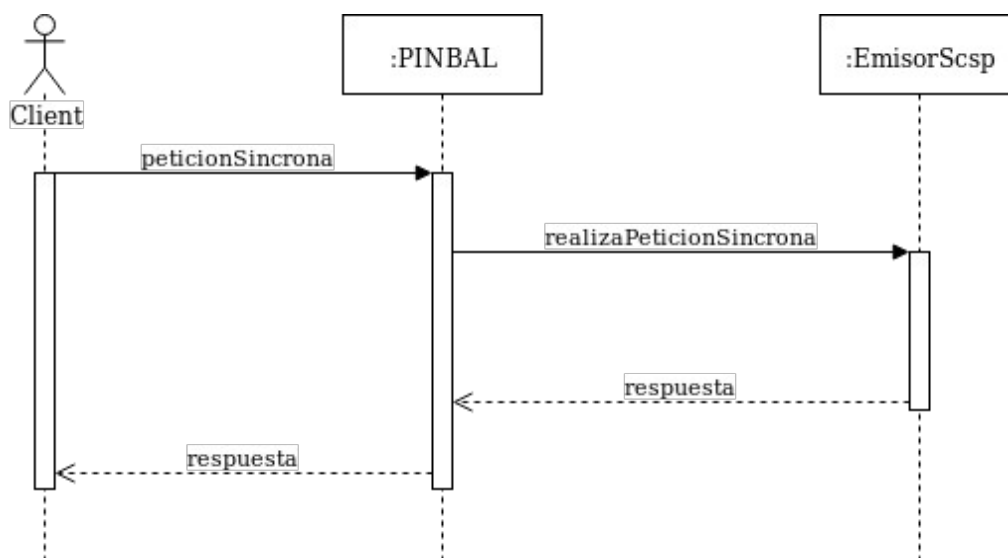 :PINBAL
:EmisorScsp
Client
peticionSincrona
realizaPeticionSincrona
respuesta
respuesta